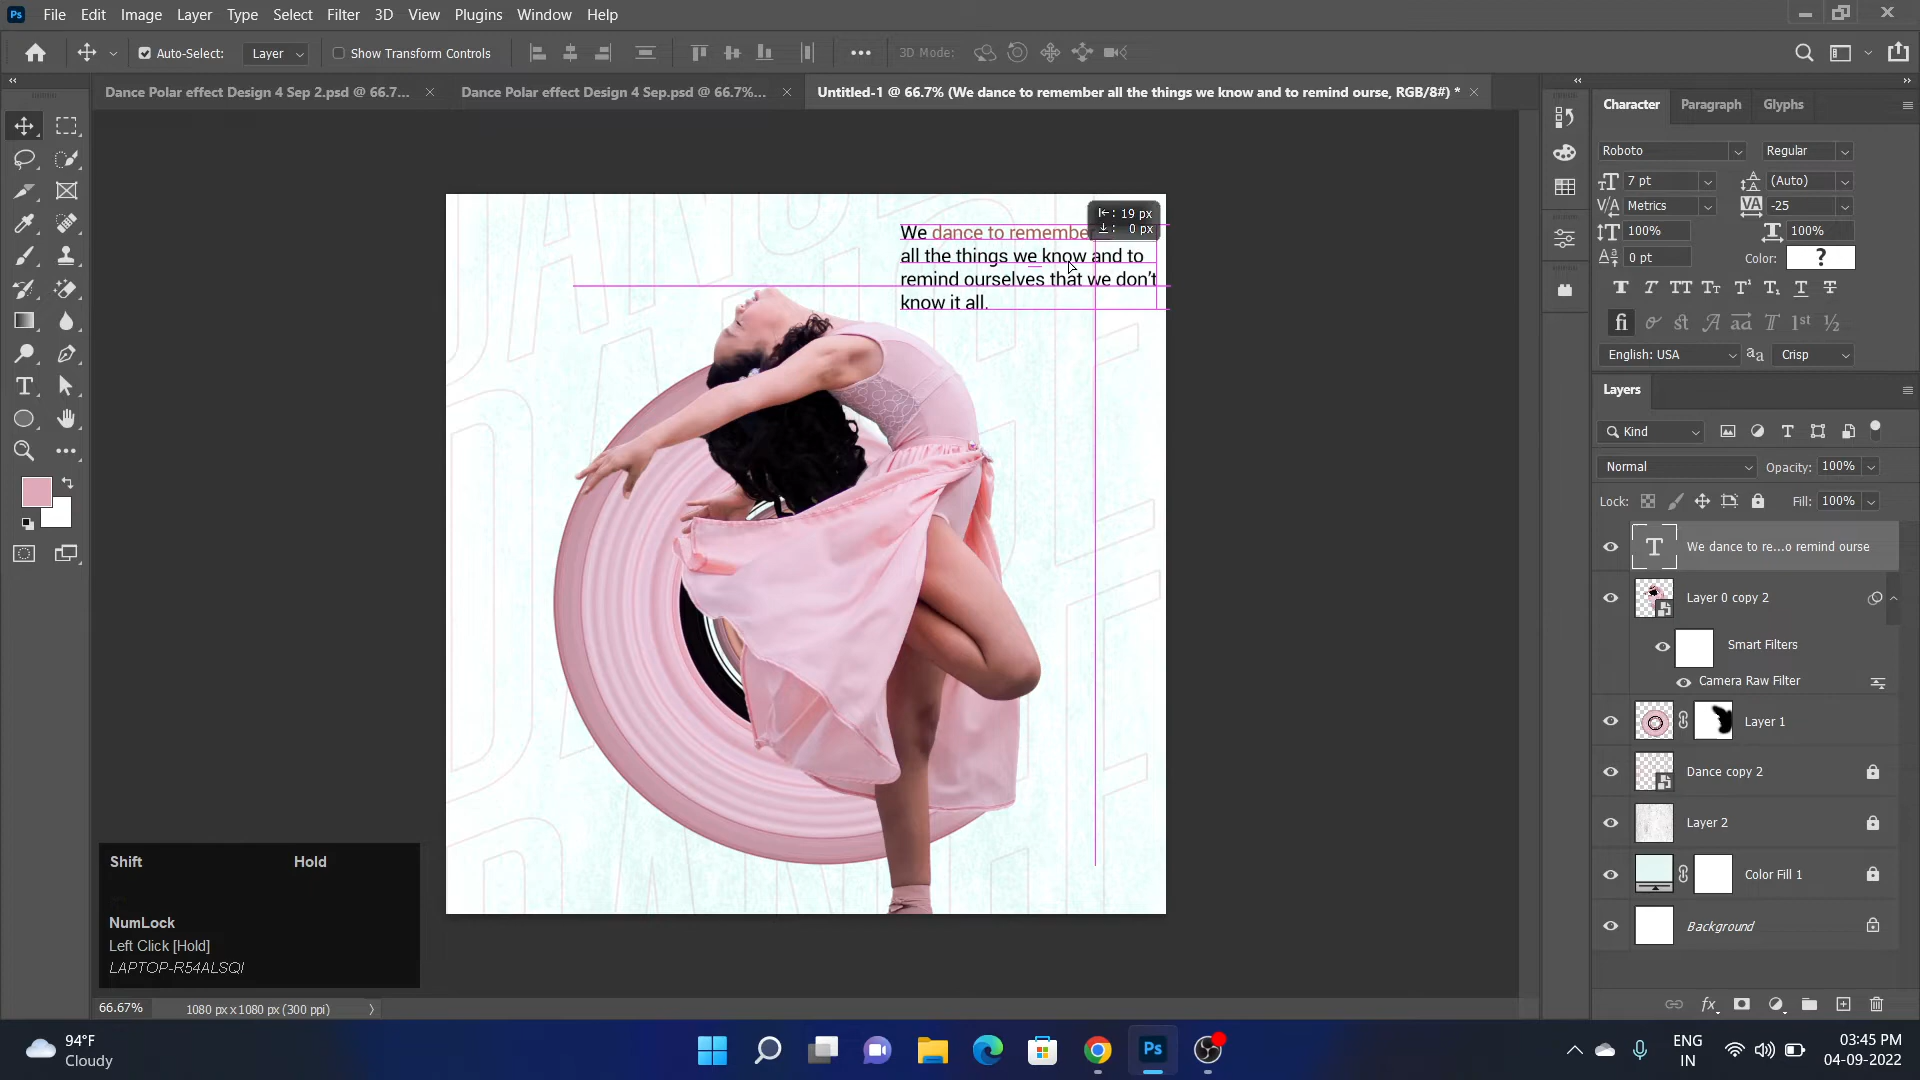 Ps File Edit Image Layer Type Select Filter 3D View Plugins Window Help
Auto-Select: Layer Show Transform Controls 3D Mode:
Dance Polar effect Design 4 Sep 2.psd @ 66.7... Dance Polar effect Design 4 Sep.psd @ 66.7%... Untitled-1 @ 66.7% (We dance to remember all the things we know and to remind ourse, RGB/8#) *
Character Paragraph Glyphs
Roboto Regular
7 pt (Auto)
Metrics -25
100% 100%
0 pt Color: ?
English: USA aa Crisp
19 px
0 px
We dance to remember
all the things we know and to
remind ourselves that we don't
know it all.
Layers
Kind
Normal Opacity: 100%
Lock: Fill: 100%
We dance to re...o remind ourse
Layer 0 copy 2
Smart Filters
Camera Raw Filter
Layer 1
Dance copy 2
Layer 2
Color Fill 1
Background
Shift Hold
NumLock
Left Click [Hold]
LAPTOP-R54ALSQI
66.67% 1080 px x 1080 px (300 ppi)
94°F
Cloudy
Ps
ENG
IN
03:45 PM
04-09-2022